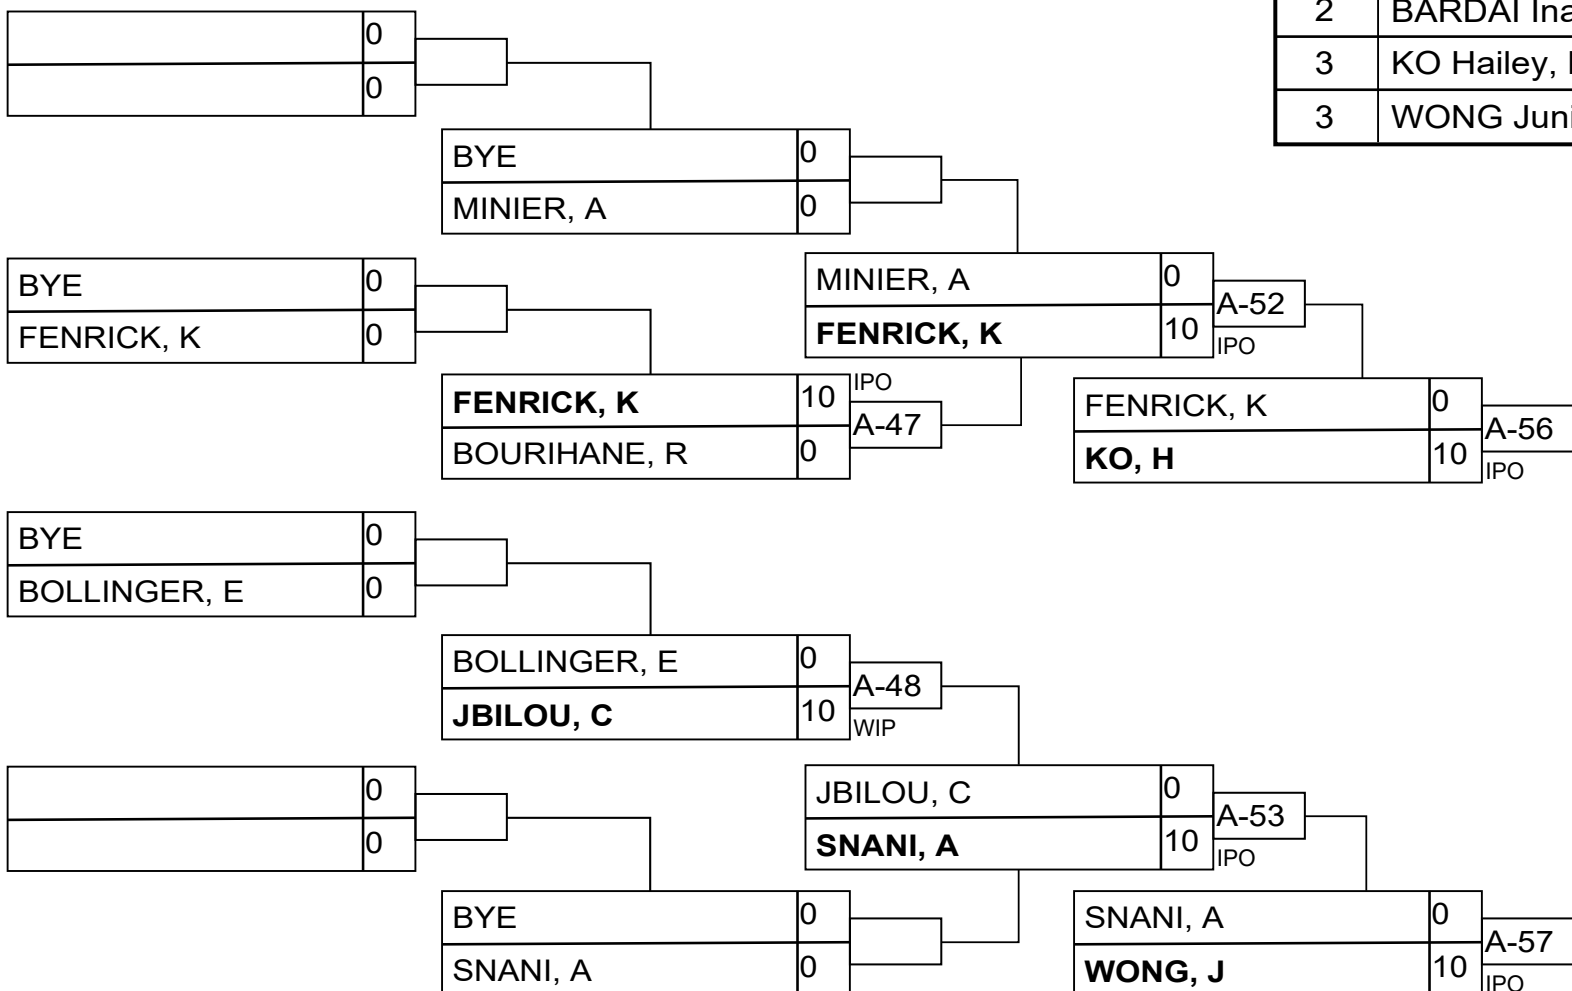 0
0
2 BARDAI Ina
3 KO Hailey,
3 WONG Juni
BYE 0
MINIER, A 0
BYE 0
FENRICK, K 0
MINIER, A 0
FENRICK, K 10
A-52
IPO
FENRICK, K 10
BOURIHANE, R 0
IPO
A-47
FENRICK, K 0
KO, H 10
A-56
IPO
BYE 0
BOLLINGER, E 0
BOLLINGER, E 0
JBILOU, C 10
A-48
WIP
0
0
JBILOU, C 0
SNANI, A 10
A-53
IPO
BYE 0
SNANI, A 0
SNANI, A 0
WONG, J 10
A-57
IPO